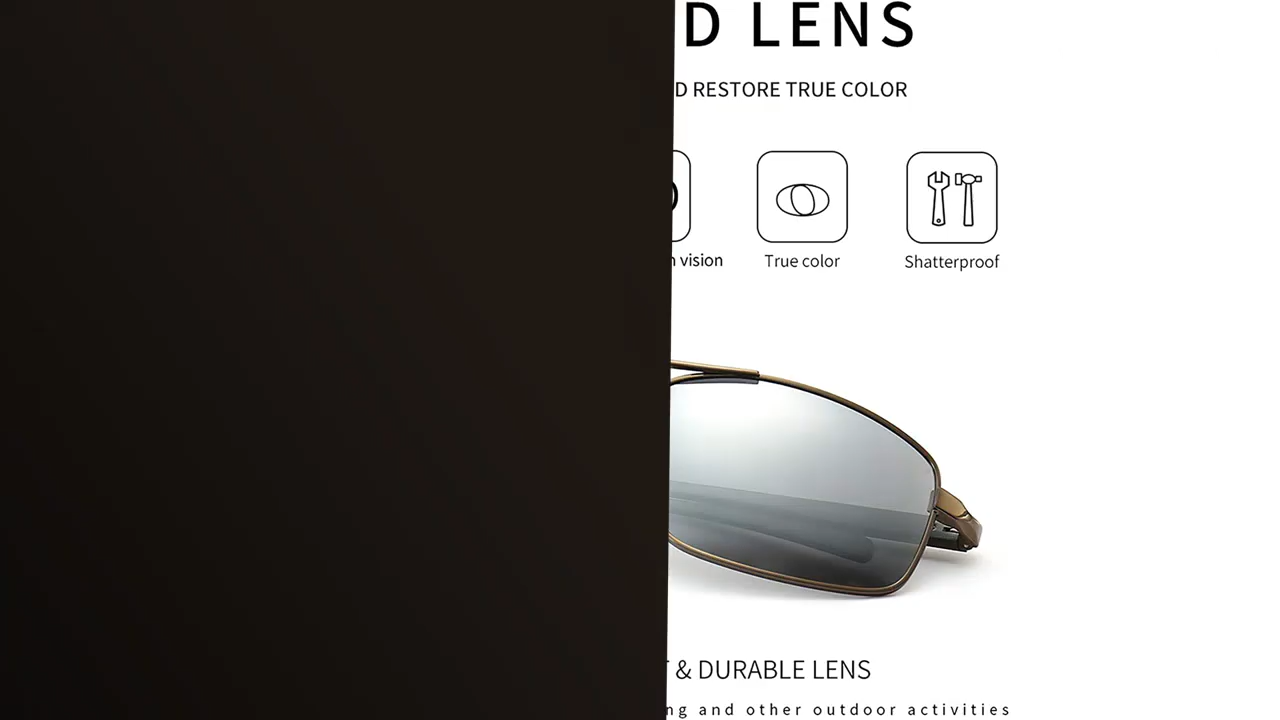 D LENS
D RESTORE TRUE COLOR
n vision
True color
Shatterproof
& DURABLE LENS
ng and other outdoor activities